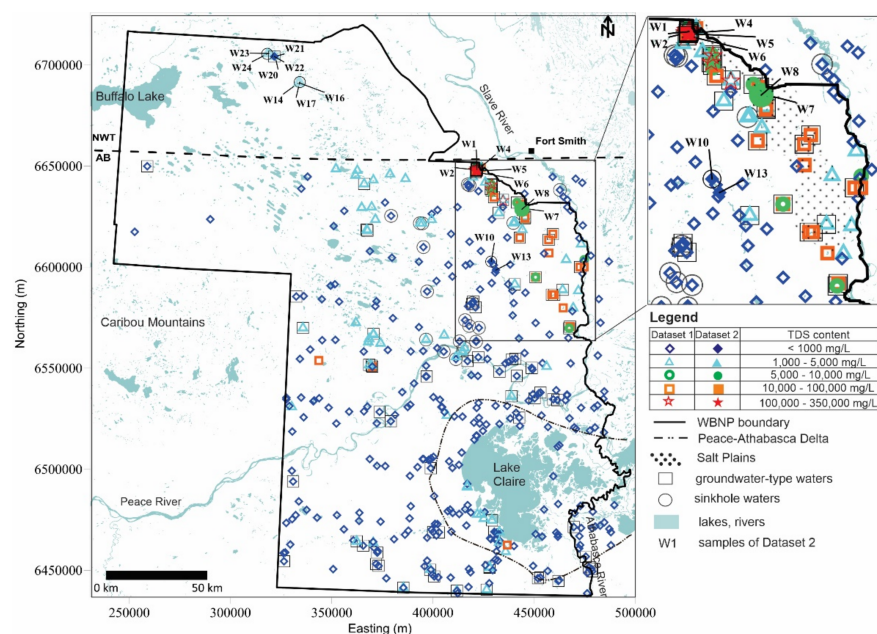 N
6700000
6650000
6600000
6550000
6500000
6450000
Northing (m)
250000 300000 350000 400000 450000 500000
Easting (m)
W23
W24
W21
W20
W22
W14
W17
W16
Buffalo Lake
NWT
AB
Slave River
Fort Smith
W1
W4
W2
W5
W6
W8
W7
W10
W13
Caribou Mountains
Peace River
Lake
Claire
Athabasca River
0 km 50 km
W1
W4
W2
W5
W6
W8
W7
W10
W13
Legend
Dataset 1 Dataset 2 TDS content
< 1000 mg/L
1,000 - 5,000 mg/L
5,000 - 10,000 mg/L
10,000 - 100,000 mg/L
100,000 - 350,000 mg/L
WBNP boundary
Peace-Athabasca Delta
Salt Plains
groundwater-type waters
sinkhole waters
lakes, rivers
W1 samples of Dataset 2